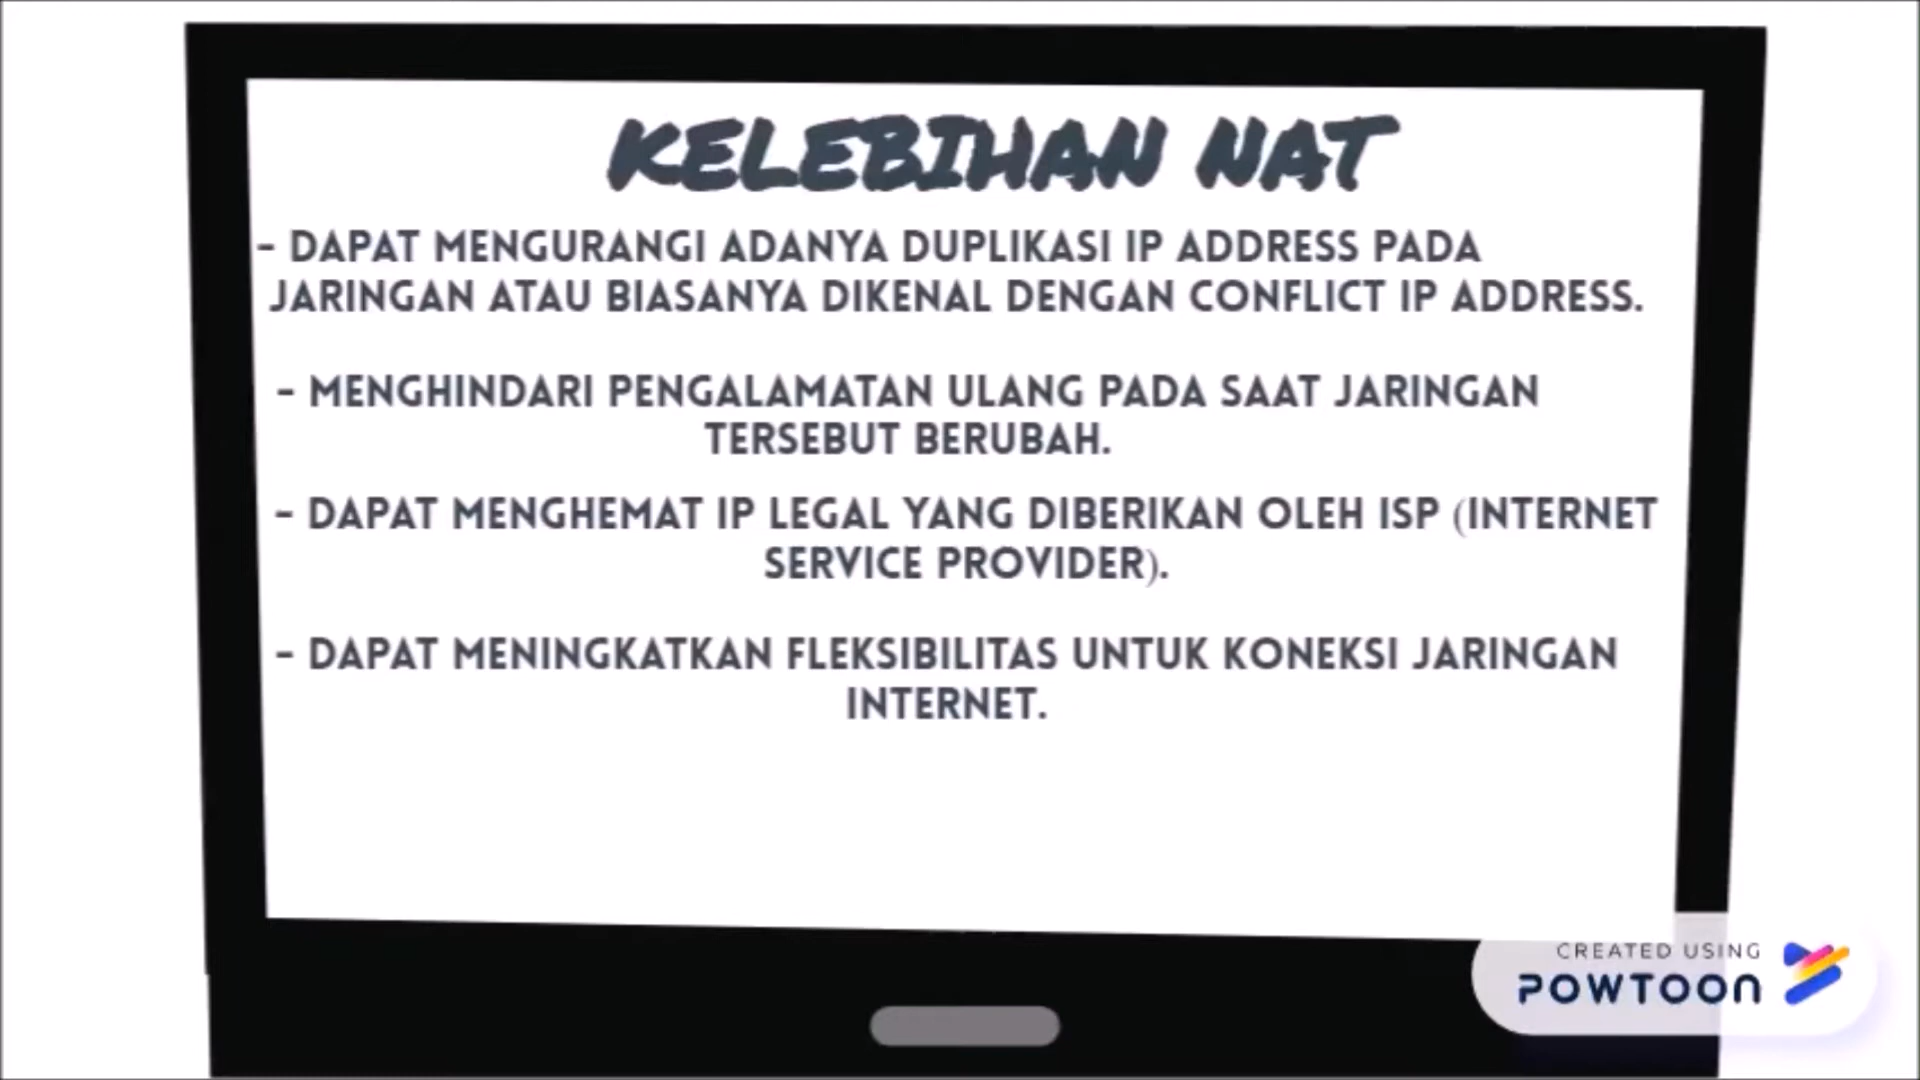 KELEBIHAN NAT
- DAPAT MENGURANGI ADANYA DUPLIKASI IP ADDRESS PADA
JARINGAN ATAU BIASANYA DIKENAL DENGAN CONFLICT IP ADDRESS.
- MENGHINDARI PENGALAMATAN ULANG PADA SAAT JARINGAN
TERSEBUT BERUBAH.
- DAPAT MENGHEMAT IP LEGAL YANG DIBERIKAN OLEH ISP (INTERNET
SERVICE PROVIDER).
- DAPAT MENINGKATKAN FLEKSIBILITAS UNTUK KONEKSI JARINGAN
INTERNET.
CREATED USING
POWTOON